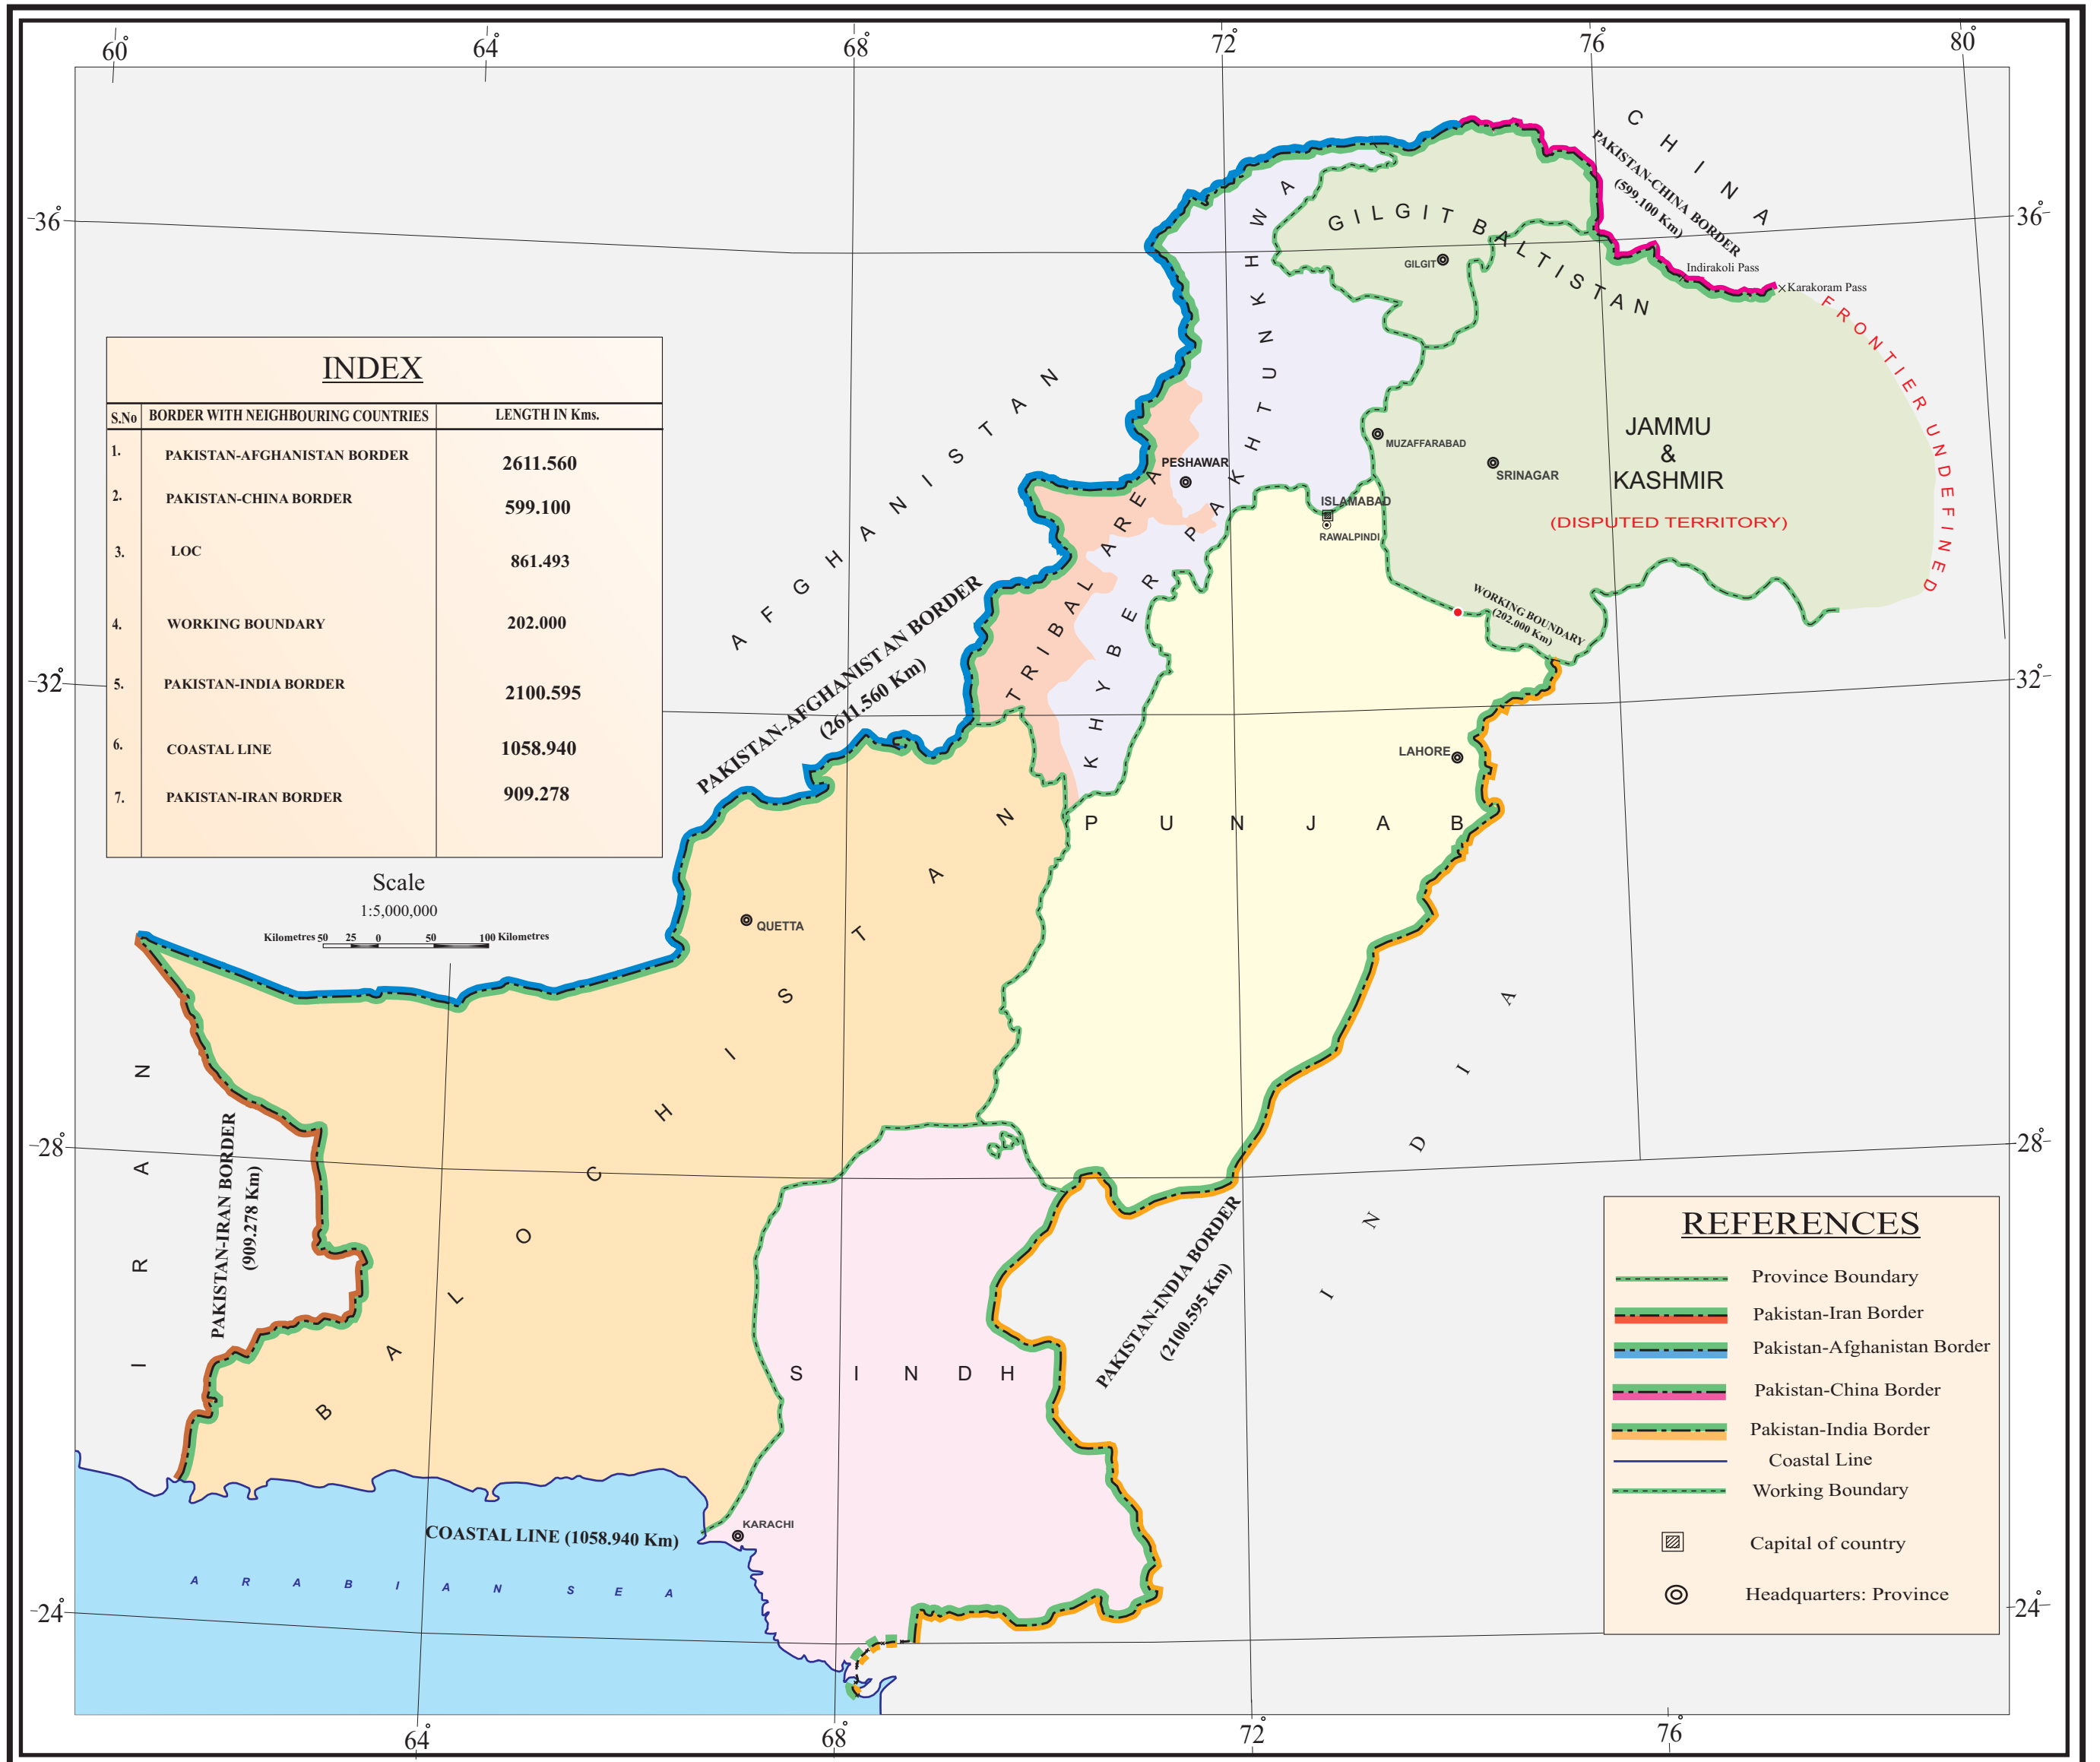 60° 64° 68° 72° 76° 80°
CHINA
PAKISTAN-CHINA BORDER
(599.100 Km)
36° 36°
Indirakoli Pass
Karakoram Pass
FRONTIER UNDEFINED
GILGIT BALTISTAN
GILGIT
KHYBER PAKHTUNKHWA
INDEX
S.No BORDER WITH NEIGHBOURING COUNTRIES LENGTH IN Kms.
1. PAKISTAN-AFGHANISTAN BORDER 2611.560
2. PAKISTAN-CHINA BORDER 599.100
3. LOC 861.493
4. WORKING BOUNDARY 202.000
5. PAKISTAN-INDIA BORDER 2100.595
6. COASTAL LINE 1058.940
7. PAKISTAN-IRAN BORDER 909.278
Scale
1:5,000,000
Kilometres 50 25 0 50 100 Kilometres
AFGHANISTAN
PAKISTAN-AFGHANISTAN BORDER
(2611.560 Km)
TRIBAL AREA
PESHAWAR
MUZAFFARABAD
SRINAGAR
JAMMU
&
KASHMIR
(DISPUTED TERRITORY)
ISLAMABAD
RAWALPINDI
WORKING BOUNDARY
(202.000 Km)
32° 32°
LAHORE
PUNJAB
QUETTA
BALOCHISTAN
IRAN
PAKISTAN-IRAN BORDER
(909.278 Km)
28° 28°
INDIA
PAKISTAN-INDIA BORDER
(2100.595 Km)
SINDH
KARACHI
COASTAL LINE (1058.940 Km)
ARABIAN SEA
24° 24°
REFERENCES
Province Boundary
Pakistan-Iran Border
Pakistan-Afghanistan Border
Pakistan-China Border
Pakistan-India Border
Coastal Line
Working Boundary
Capital of country
Headquarters: Province
64° 68° 72° 76°